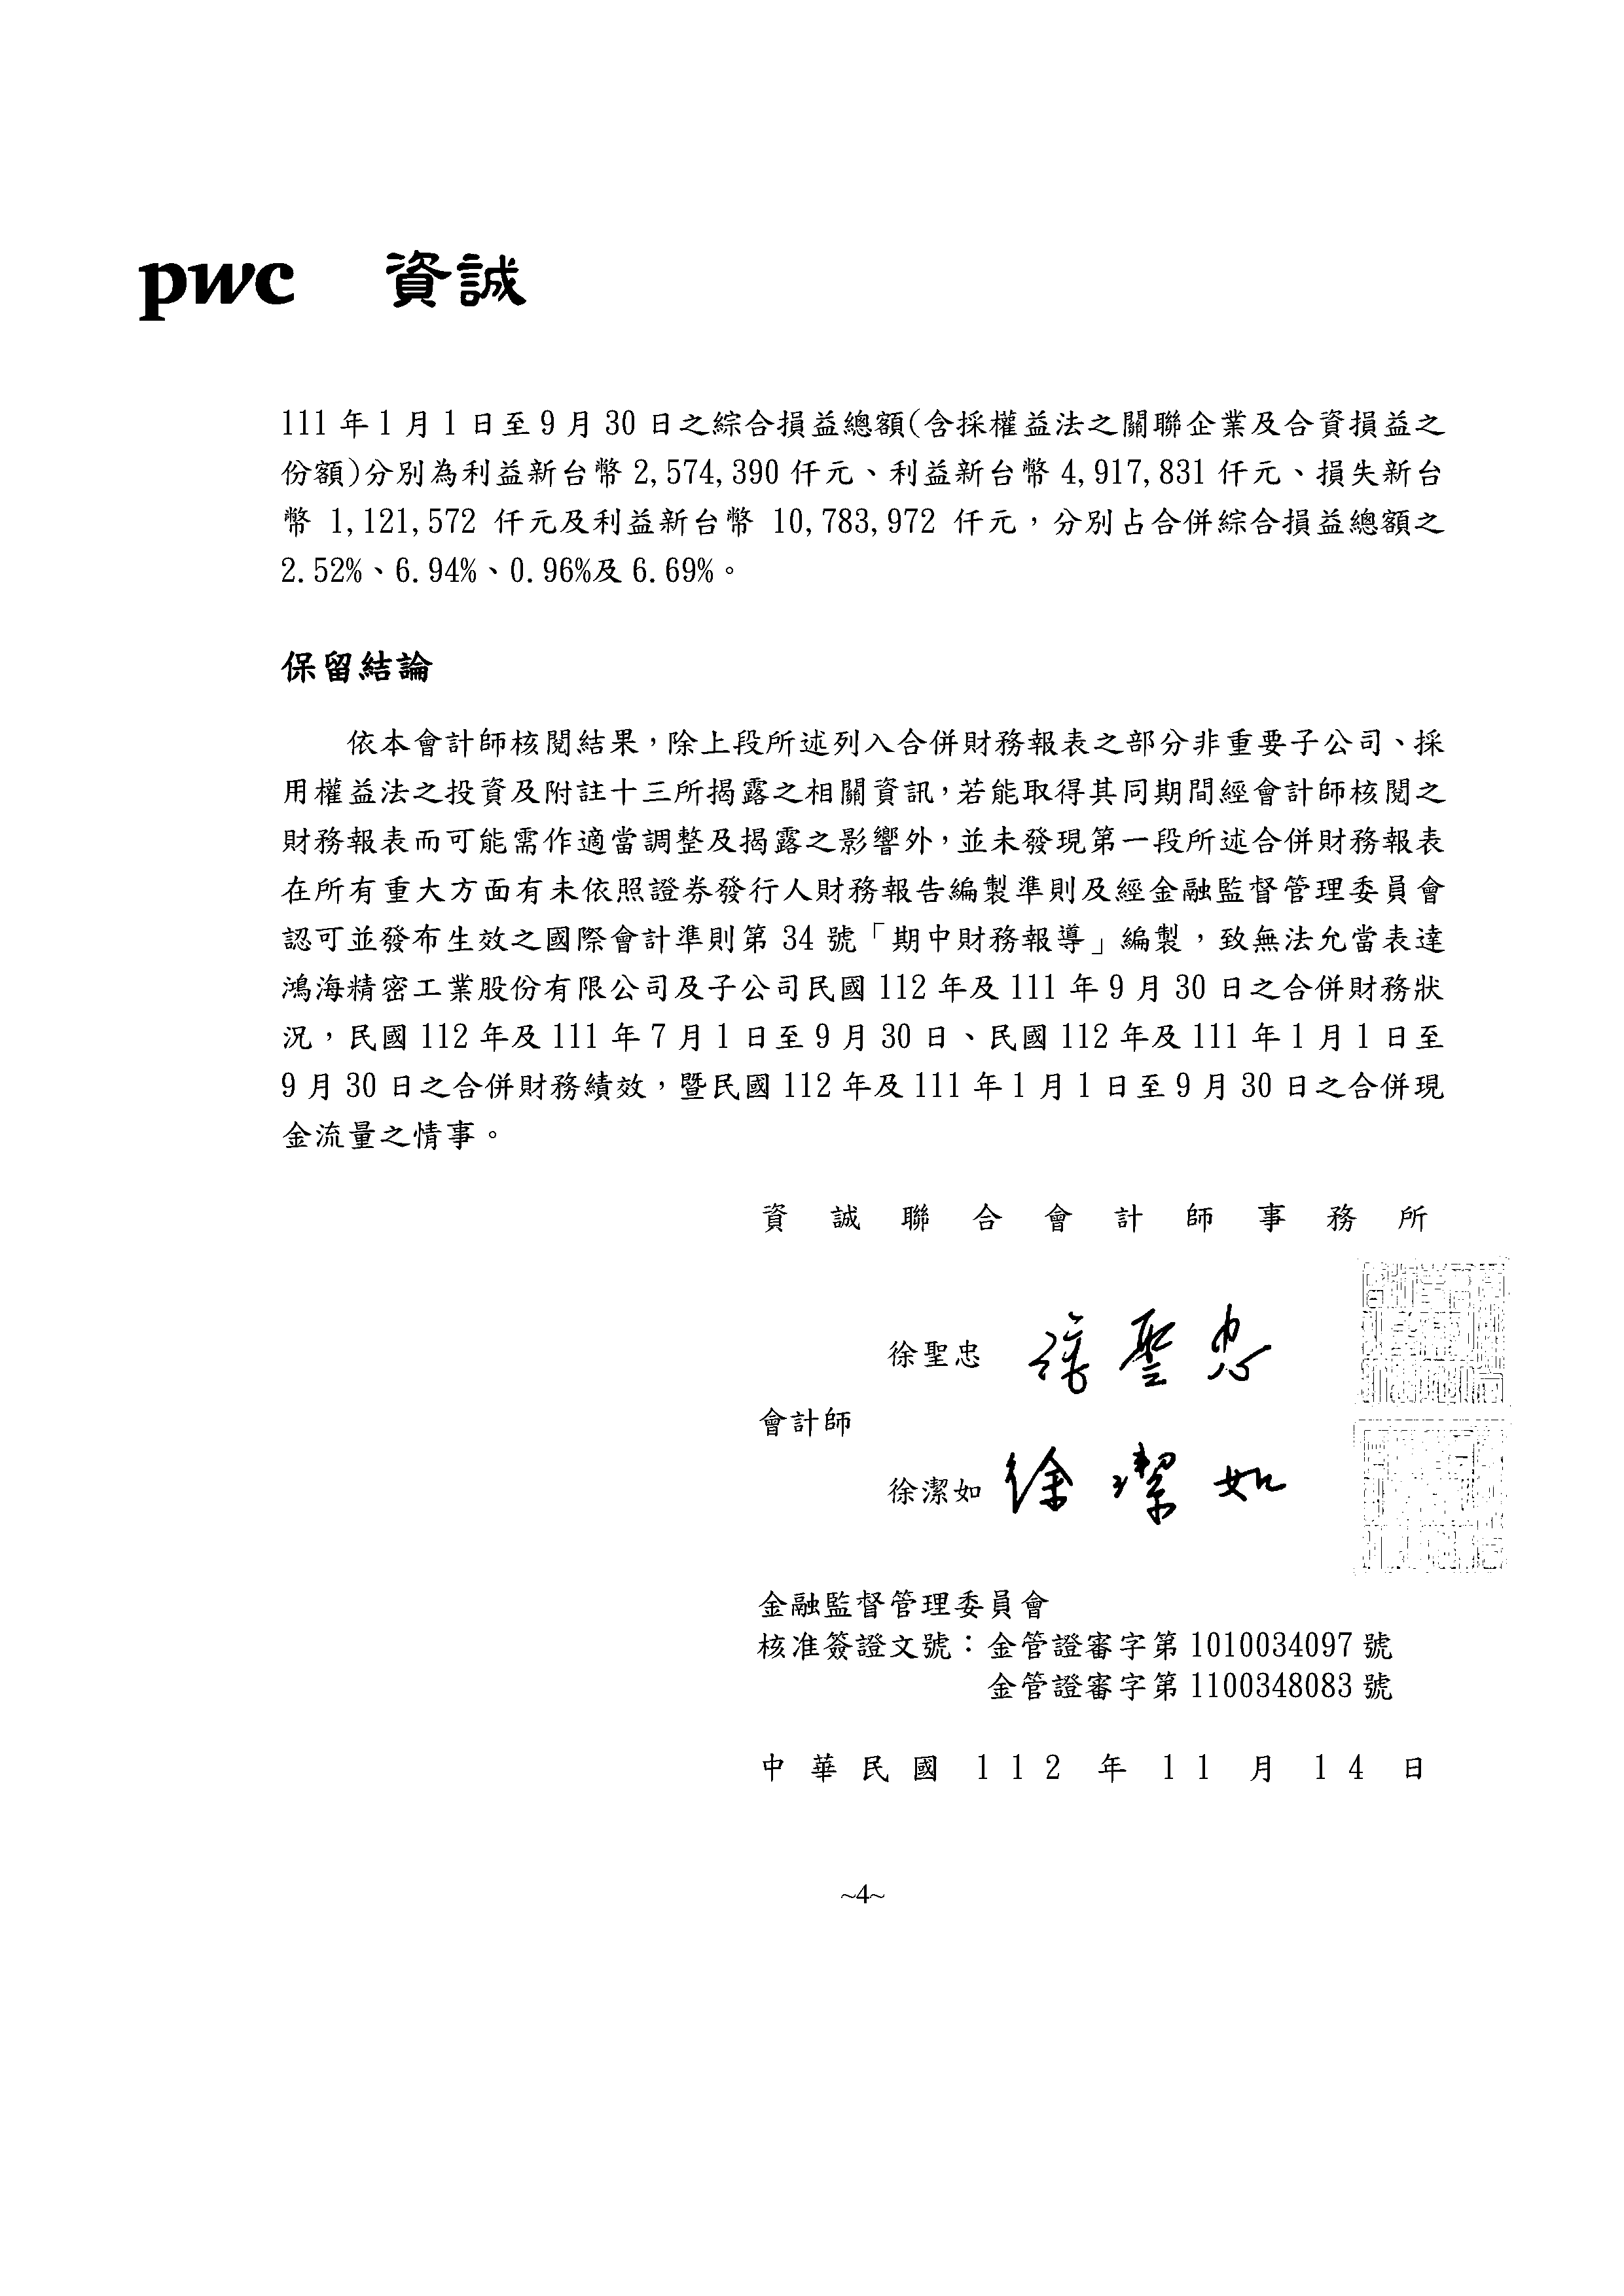 pwc 資誠
111 年 1 月 1 日至 9 月 30 日之綜合損益總額(含採權益法之關聯企業及合資損益之
份額)分別為利益新台幣 2,574,390 仟元、利益新台幣 4,917,831 仟元、損失新台
幣 1,121,572 仟元及利益新台幣 10,783,972 仟元，分別占合併綜合損益總額之
2.52%、6.94%、0.96%及 6.69%。
保留結論
依本會計師核閱結果，除上段所述列入合併財務報表之部分非重要子公司、採
用權益法之投資及附註十三所揭露之相關資訊，若能取得其同期間經會計師核閱之
財務報表而可能需作適當調整及揭露之影響外，並未發現第一段所述合併財務報表
在所有重大方面有未依照證券發行人財務報告編製準則及經金融監督管理委員會
認可並發布生效之國際會計準則第 34 號「期中財務報導」編製，致無法允當表達
鴻海精密工業股份有限公司及子公司民國 112 年及 111 年 9 月 30 日之合併財務狀
況，民國 112 年及 111 年 7 月 1 日至 9 月 30 日、民國 112 年及 111 年 1 月 1 日至
9 月 30 日之合併財務績效，暨民國 112 年及 111 年 1 月 1 日至 9 月 30 日之合併現
金流量之情事。
資誠聯合會計師事務所
徐聖忠 徐聖忠
會計師
徐潔如 徐潔如
金融監督管理委員會
核准簽證文號：金管證審字第 1010034097 號
金管證審字第 1100348083 號
中華民國 112 年 11 月 14 日
~4~